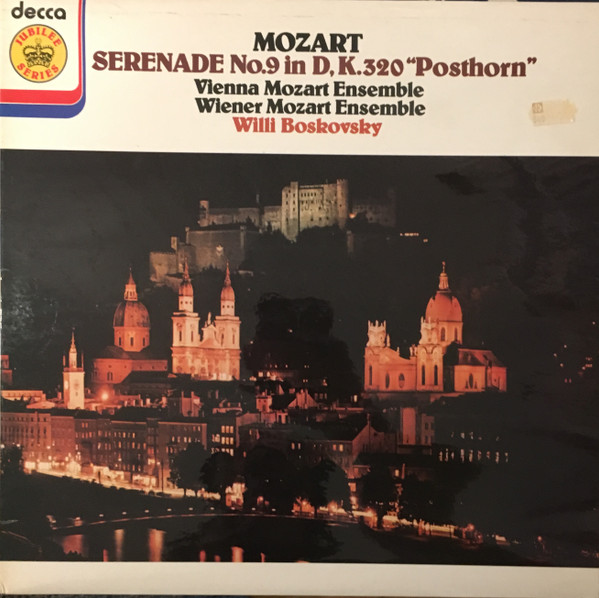 decca
JUBILEE
SERIES
MOZART
SERENADE No.9 in D, K.320 “Posthorn”
Vienna Mozart Ensemble
Wiener Mozart Ensemble
Willi Boskovsky